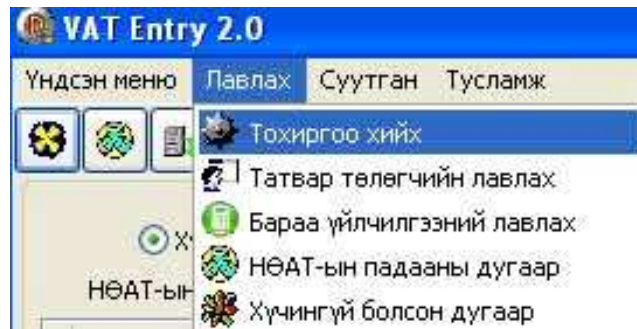 VAT Entry 2.0
Үндсэн меню Лавлах Суутган Тусламж
Тохиргоо хийх
Татвар төлөгчийн лавлах
Бараа үйлчилгээний лавлах
НӨАТ-ын падааны дугаар
НӨАТ-ын
Хүчингүй болсон дугаар